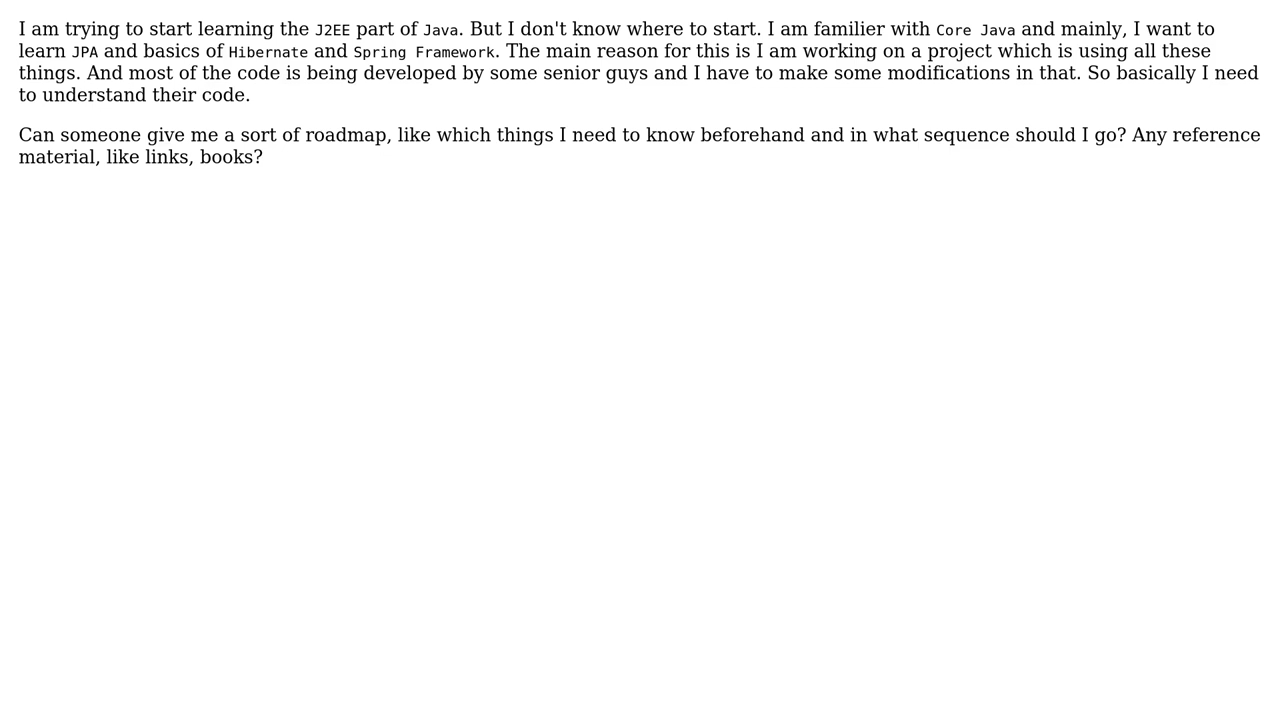 I am trying to start learning the J2EE part of Java. But I don't know where to start. I am familier with Core Java and mainly, I want to
learn JPA and basics of Hibernate and Spring Framework. The main reason for this is I am working on a project which is using all these
things. And most of the code is being developed by some senior guys and I have to make some modifications in that. So basically I need
to understand their code.
Can someone give me a sort of roadmap, like which things I need to know beforehand and in what sequence should I go? Any reference
material, like links, books?